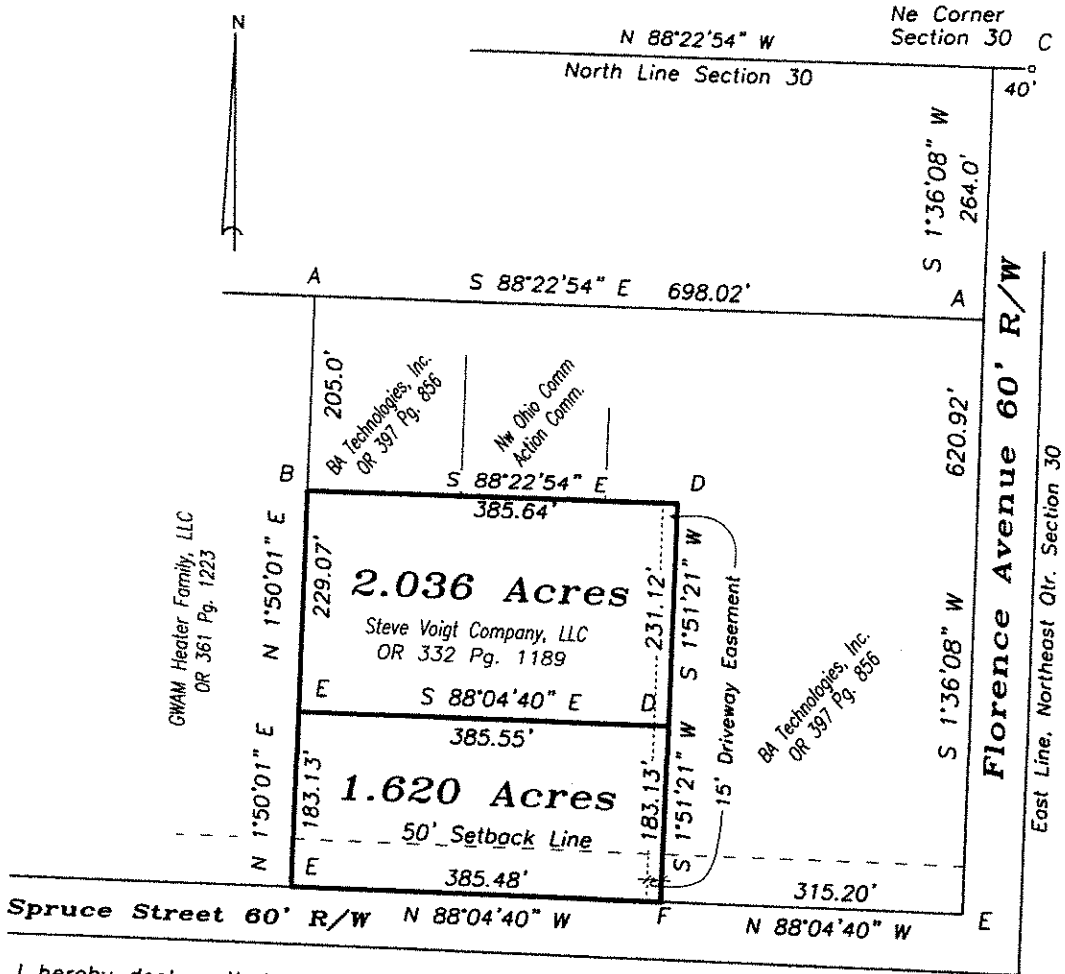 Ne Corner
Section 30 C
N
N 88°22'54" W
North Line Section 30
40'
S 1°36'08" W
264.0'
A
S 88°22'54" E 698.02'
A
205.0'
BA Technologies, Inc.
OR 397 Pg. 856
Nw Ohio Comm
Action Comm.
620.92'
Florence Avenue 60' R/W
East Line, Northeast Qtr. Section 30
B
S 88°22'54" E
D
385.64'
GWAM Heater Family, LLC
OR 361 Pg. 1223
N 1°50'01" E
229.07'
2.036 Acres
Steve Voigt Company, LLC
OR 332 Pg. 1189
231.12'
S 1°51'21" W
15' Driveway Easement
BA Technologies, Inc.
OR 397 Pg. 856
S 1°36'08" W
E
S 88°04'40" E
D
385.55'
N 1°50'01" E
183.13'
1.620 Acres
50' Setback Line
183.13'
S 1°51'21" W
E
385.48'
315.20'
Spruce Street 60' R/W
N 88°04'40" W
F
N 88°04'40" W
E
I hereby